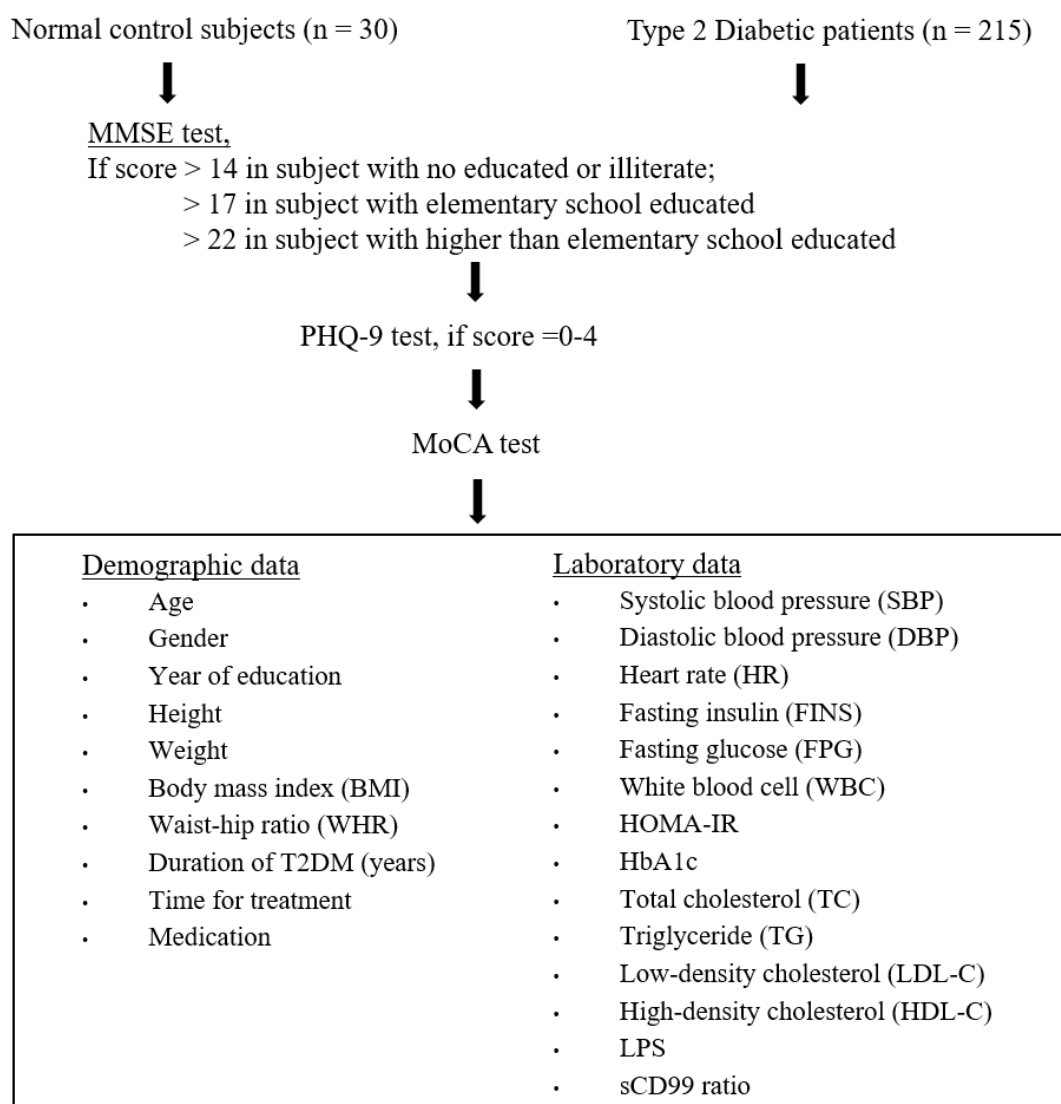 Normal control subjects (n = 30)
Type 2 Diabetic patients (n = 215)
MMSE test,
If score > 14 in subject with no educated or illiterate;
> 17 in subject with elementary school educated
> 22 in subject with higher than elementary school educated
PHQ-9 test, if score =0-4
MoCA test
Demographic data
· Age
· Gender
· Year of education
· Height
· Weight
· Body mass index (BMI)
· Waist-hip ratio (WHR)
· Duration of T2DM (years)
· Time for treatment
· Medication
Laboratory data
· Systolic blood pressure (SBP)
· Diastolic blood pressure (DBP)
· Heart rate (HR)
· Fasting insulin (FINS)
· Fasting glucose (FPG)
· White blood cell (WBC)
· HOMA-IR
· HbA1c
· Total cholesterol (TC)
· Triglyceride (TG)
· Low-density cholesterol (LDL-C)
· High-density cholesterol (HDL-C)
· LPS
· sCD99 ratio